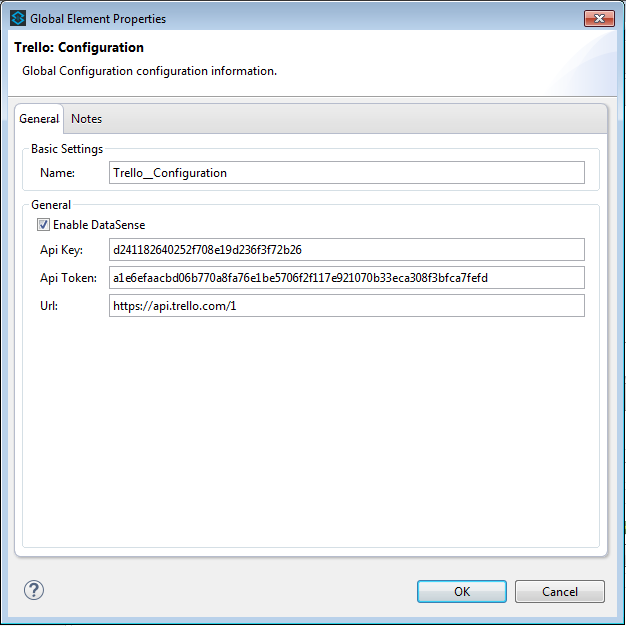 Global Element Properties
Trello: Configuration
Global Configuration configuration information.
General Notes
Basic Settings
Name: Trello__Configuration
General
Enable DataSense
Api Key: d241182640252f708e19d236f3f72b26
Api Token: a1e6efaacbd06b770a8fa76e1be5706f2f117e921070b33eca308f3bfca7fefd
Url: https://api.trello.com/1
?
OK Cancel